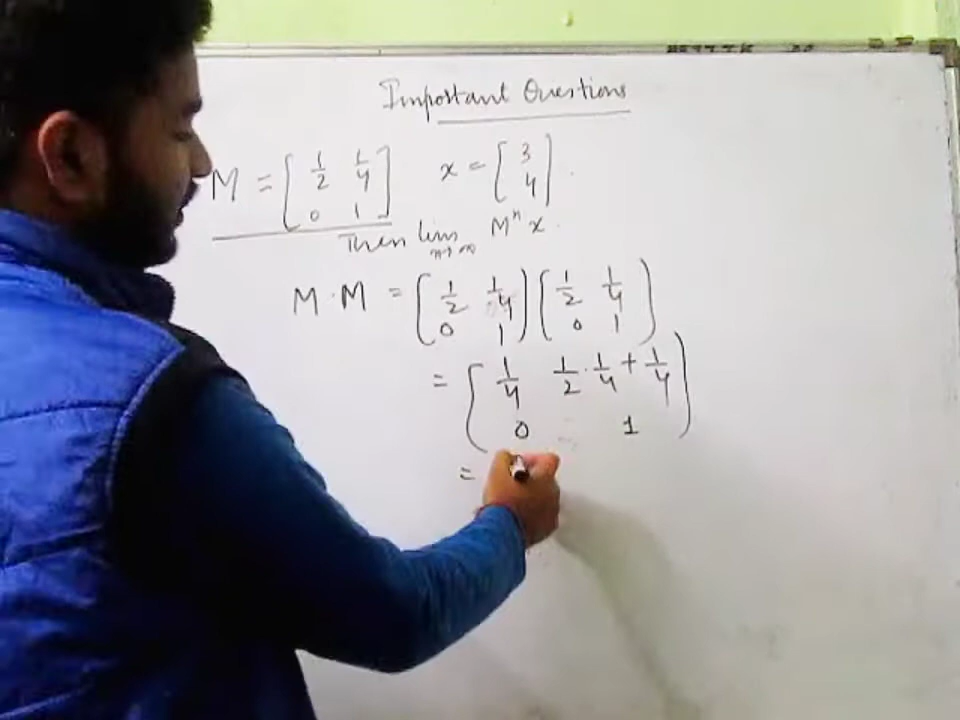 Important Questions
M = [ 1/2 1/4 x = [ 3
0 1 ] 4 ] .
Then lim n→∞ M^n x .
M . M = ( 1/2 1/4 ) ( 1/2 1/4 )
0 1 0 1
= ( 1/4 1/2 . 1/4 + 1/4 )
0 1
=